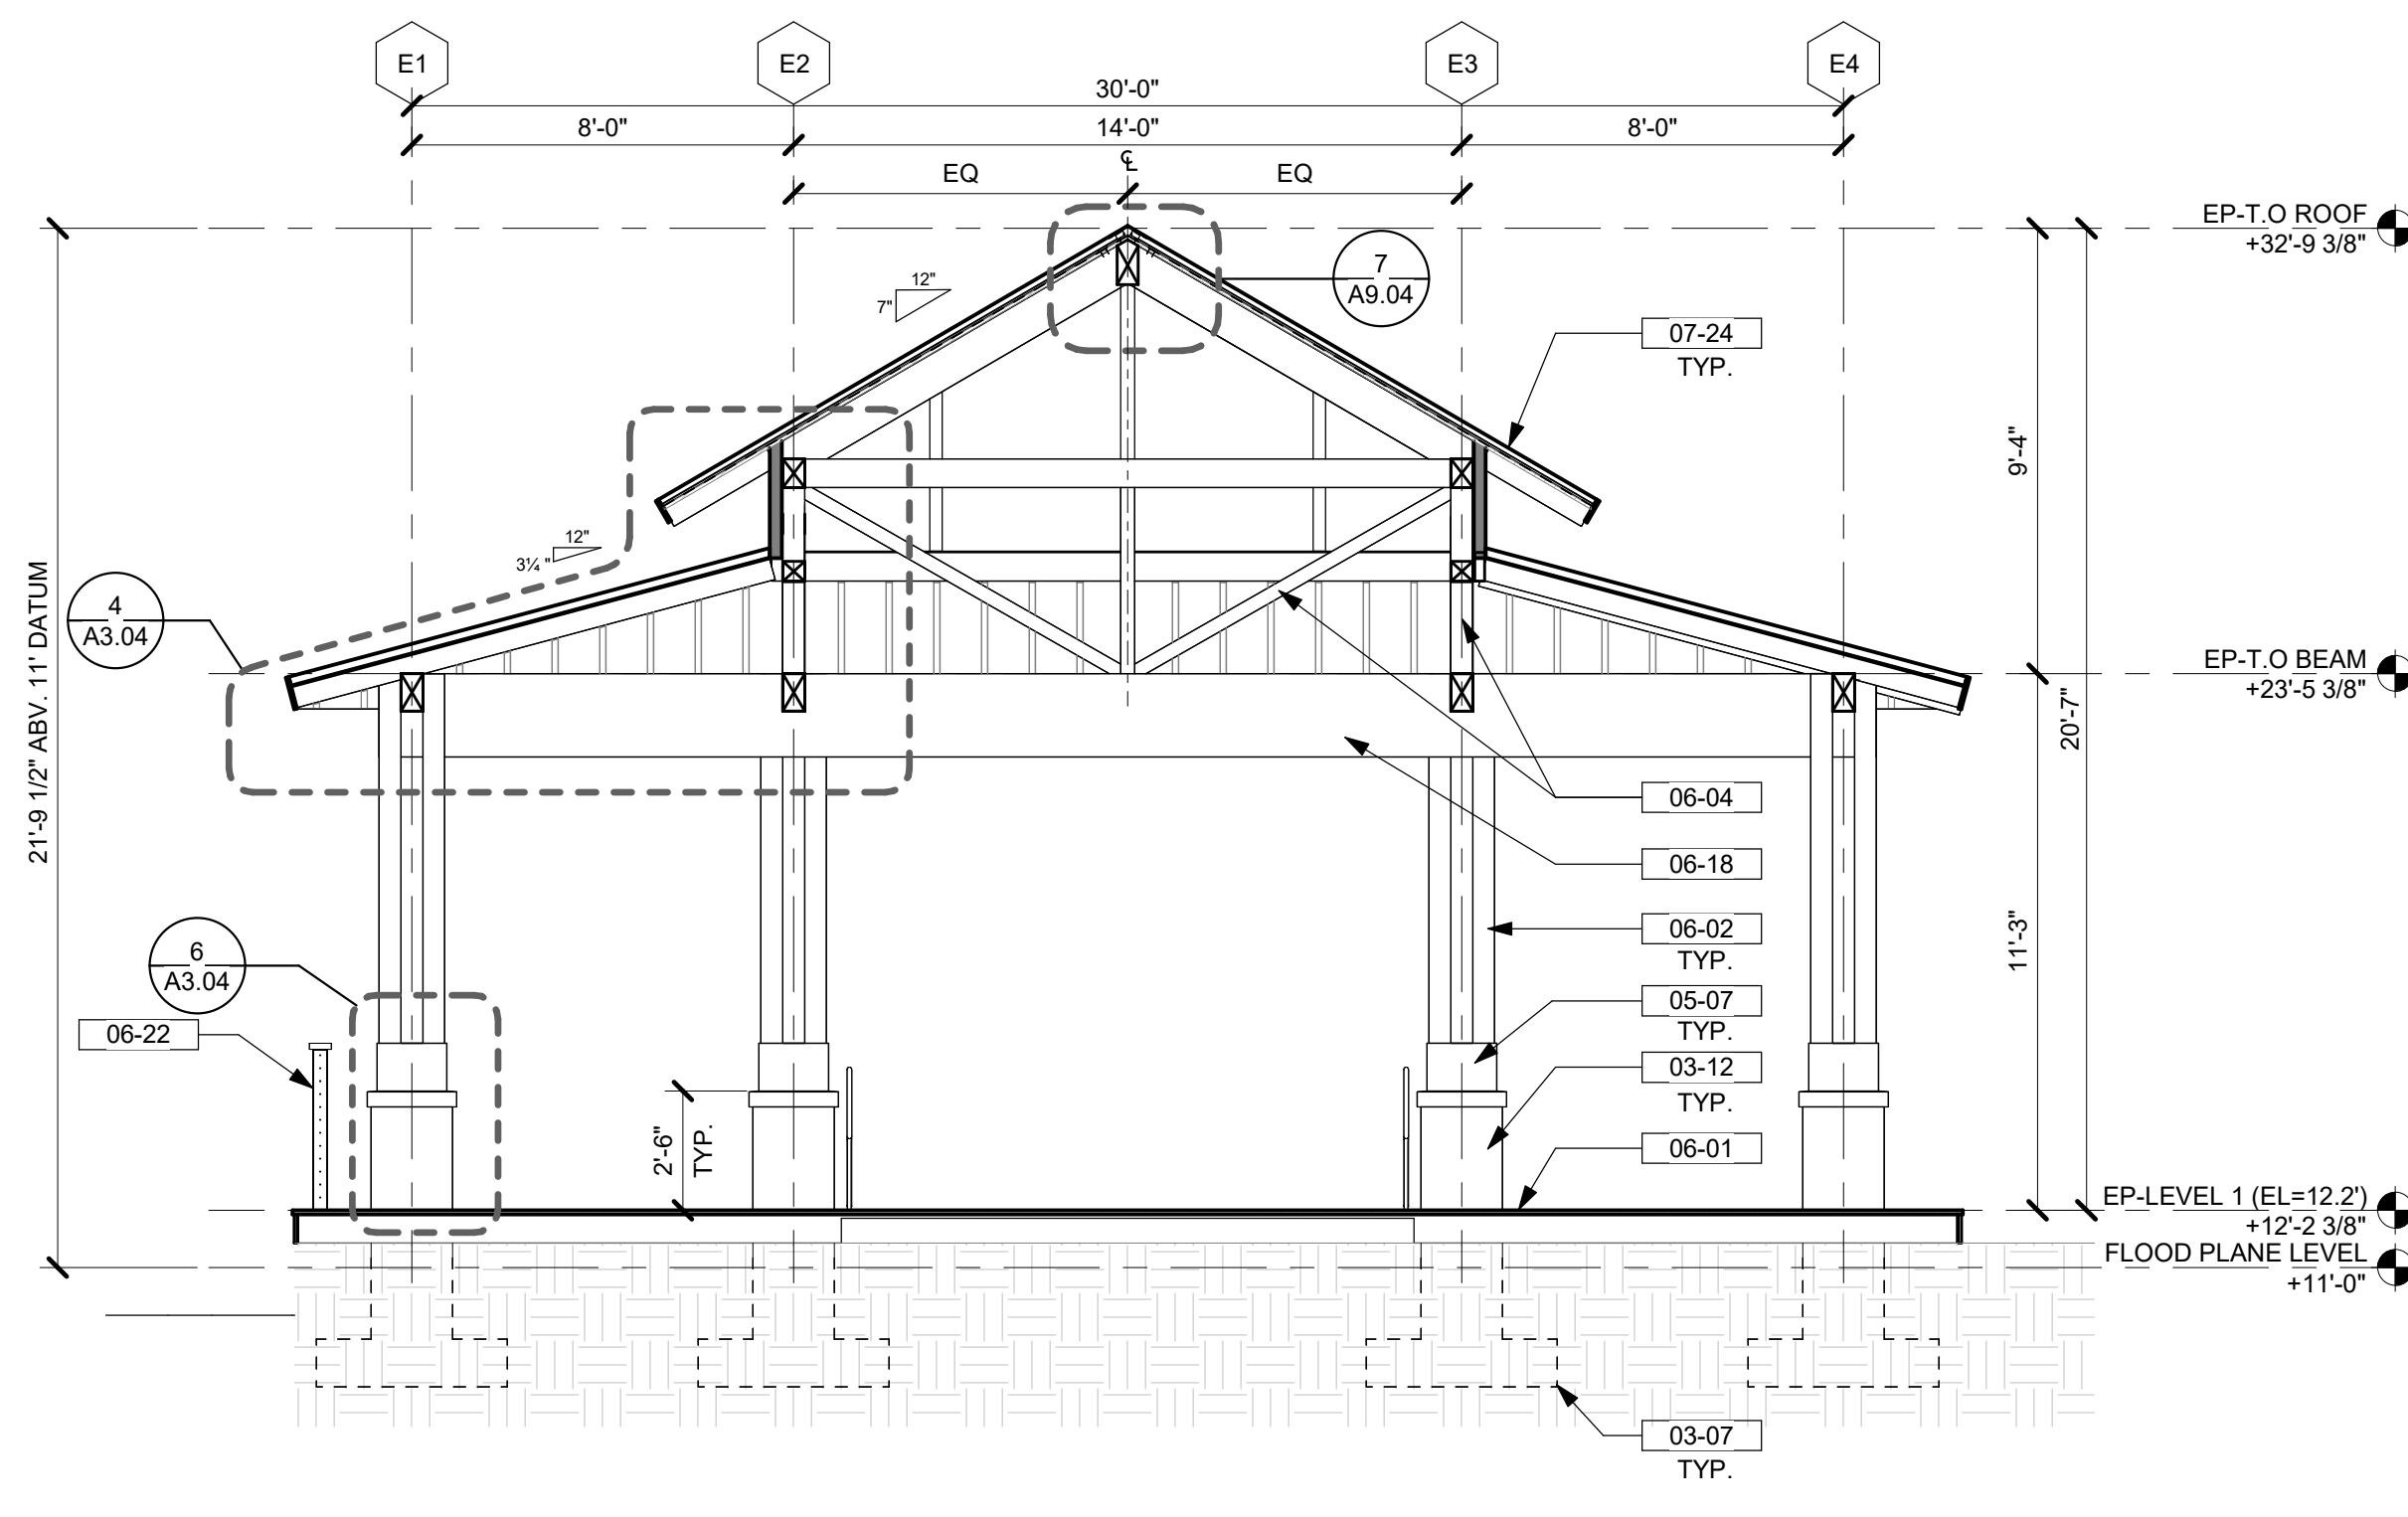 E1
E2
E3
E4
30'-0"
8'-0"
14'-0"
8'-0"
℄
EQ
EQ
EP-T.O ROOF
+32'-9 3/8"
7
A9.04
12"
7"
07-24
TYP.
9'-4"
12"
3¼"
4
A3.04
21'-9 1/2" ABV. 11' DATUM
EP-T.O BEAM
+23'-5 3/8"
20'-7"
06-04
06-18
06-02
TYP.
11'-3"
6
A3.04
05-07
TYP.
06-22
03-12
TYP.
2'-6"
TYP.
06-01
EP-LEVEL 1 (EL=12.2')
+12'-2 3/8"
FLOOD PLANE LEVEL
+11'-0"
03-07
TYP.